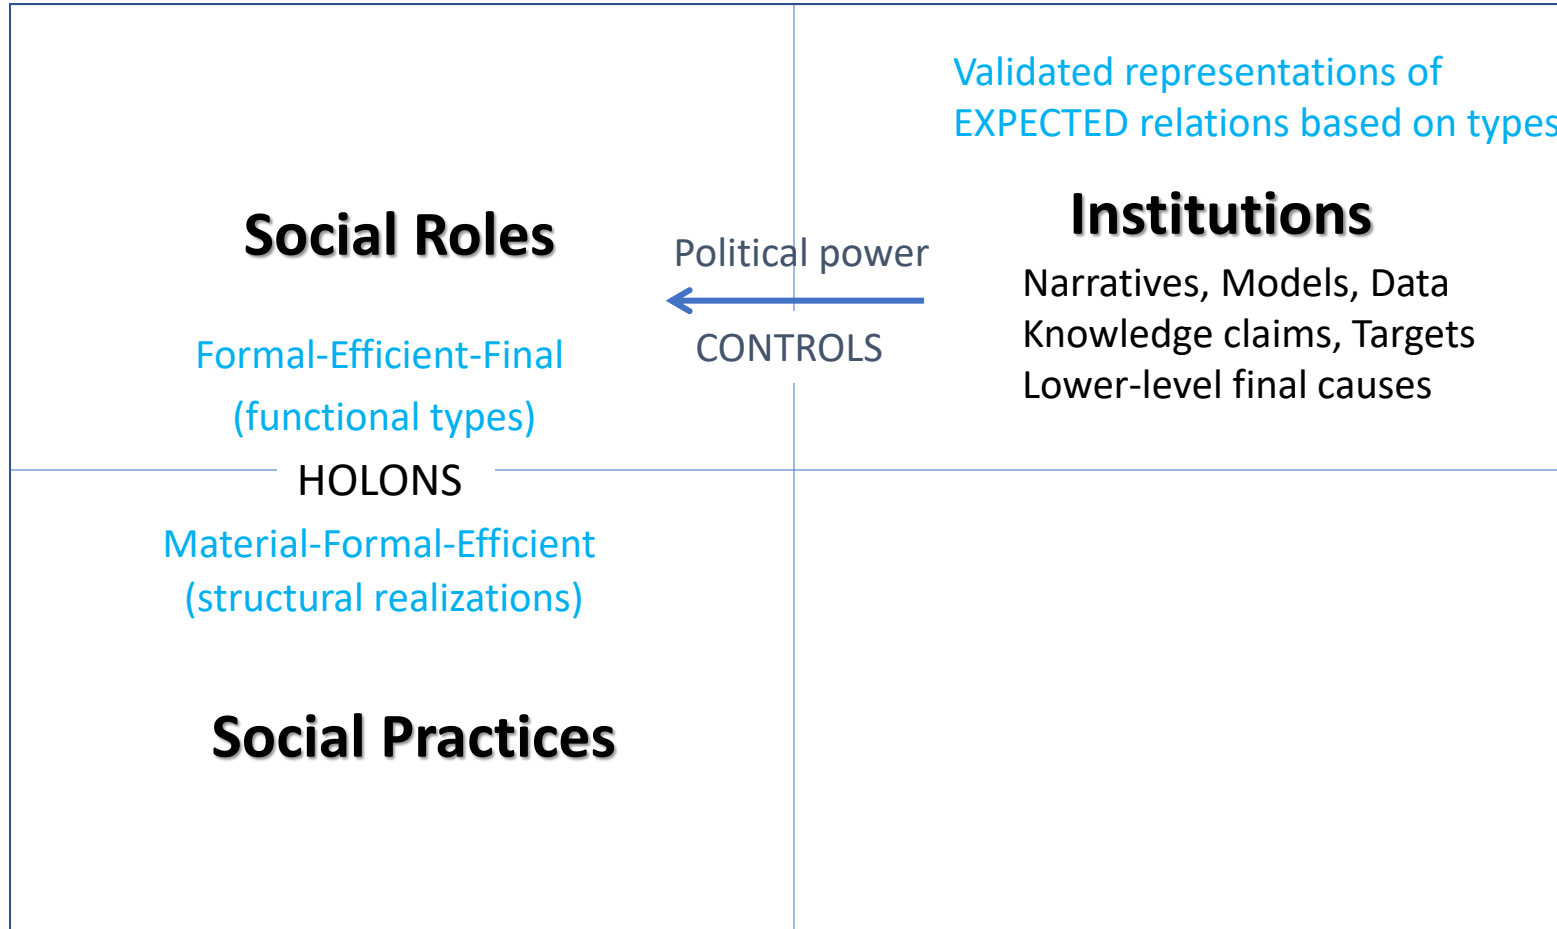 Validated representations of
EXPECTED relations based on types
Social Roles
Institutions
Political power
CONTROLS
Narratives, Models, Data
Knowledge claims, Targets
Lower-level final causes
Formal-Efficient-Final
(functional types)
HOLONS
Material-Formal-Efficient
(structural realizations)
Social Practices